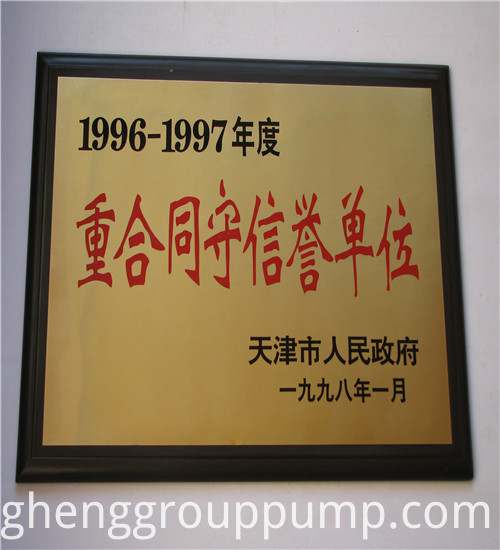 1996-1997年度
重合同守信誉单位
天津市人民政府
一九九八年一月
ghenggrouppump.com